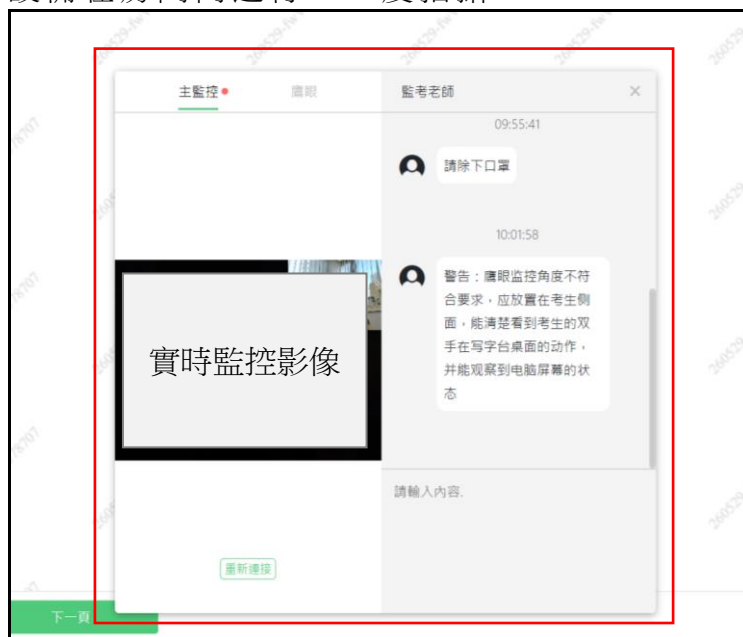 主監控
鷹眼
監考老師
09:55:41
請除下口罩
10:01:58
警告：鷹眼监控角度不符
合要求，应放置在考生侧
面，能清楚看到考生的双
手在写字台桌面的动作，
并能观察到电脑屏幕的状
态
實時監控影像
請輸入內容.
重新連接
下一頁